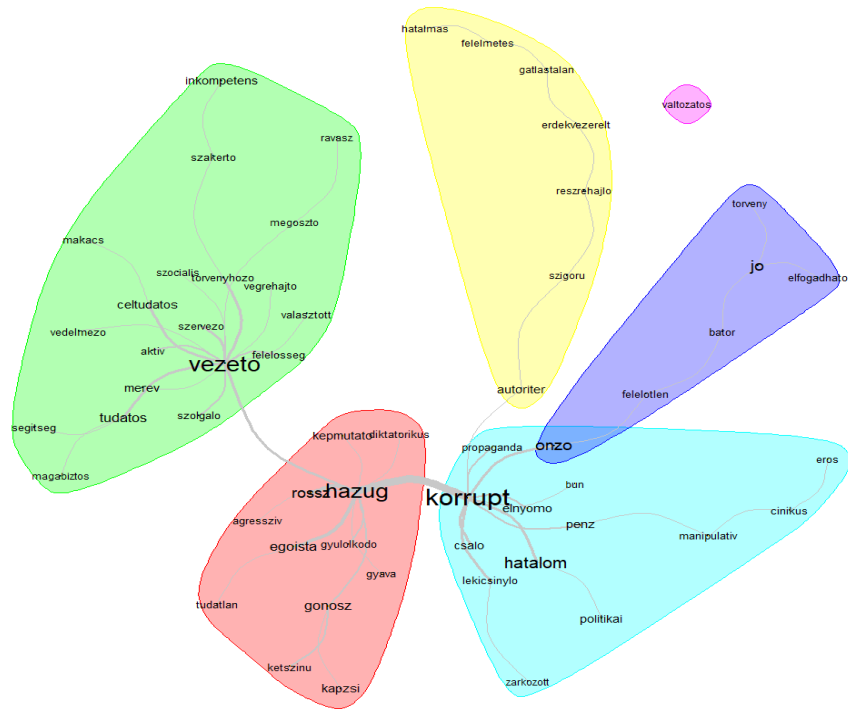 hatalmas
felelmetes
gatlastalan
inkompetens
valtozatos
erdekvezerelt
ravasz
szakerto
reszrehajlo
torveny
megoszto
makacs
jo
szocialis
torvenyhozo
elfogadhato
szigoru
vegrehajto
celtudatos
valasztott
vedelmezo
szervezo
bator
aktiv
felelosseg
vezeto
merev
autoriter
felelotlen
tudatos
szolgalo
segitseg
kepmutato
diktatorikus
propaganda
onzo
eros
magabiztos
bun
rossz
hazug
korrupt
elnyomo
cinikus
agressziv
penz
manipulativ
egoista
gyulolkodo
csalo
hatalom
gyava
lekicsinylo
tudatlan
gonosz
politikai
ketszinu
zarkozott
kapzsi